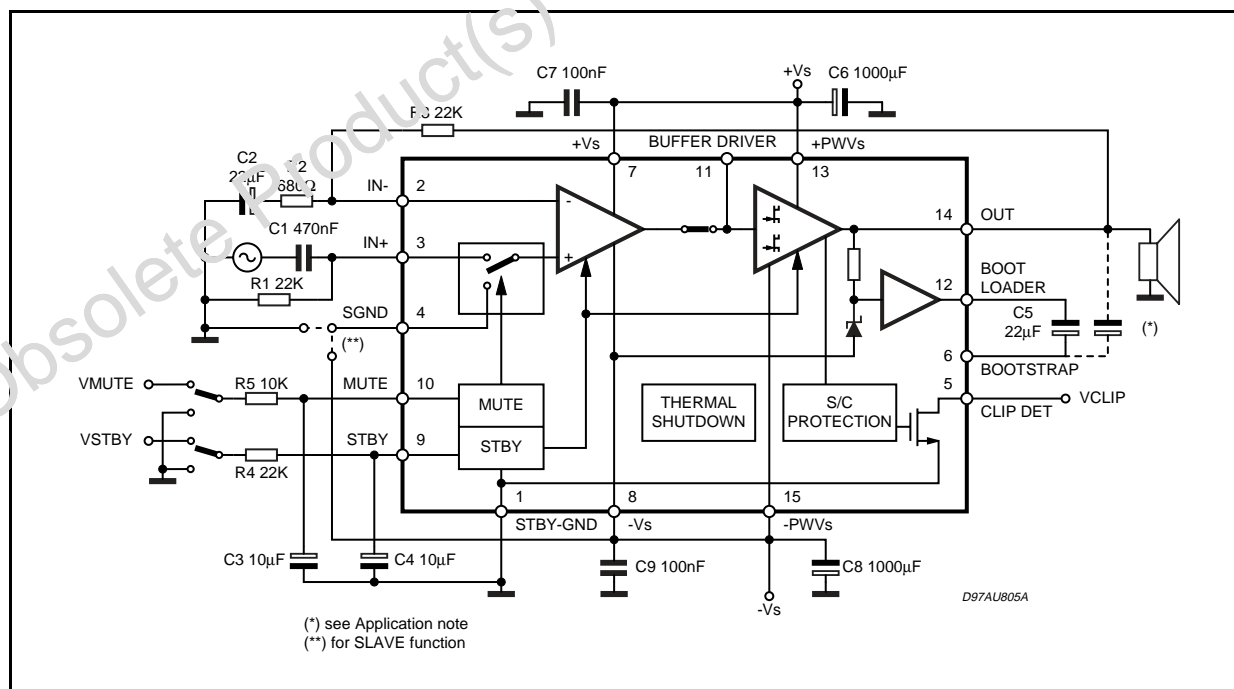 Obsolete Product(s)
C7 100nF
+Vs
C6 1000μF
R3 22K
+Vs
BUFFER DRIVER
+PWVs
C2
22μF
R2
680Ω
IN-
2
7
11
13
C1 470nF
IN+
3
-
+
14
OUT
R1 22K
SGND
4
(**)
BOOT
LOADER
12
C5
22μF
(*)
6
BOOTSTRAP
VMUTE
R5 10K
MUTE
10
MUTE
THERMAL
SHUTDOWN
S/C
PROTECTION
5
CLIP DET
VCLIP
VSTBY
R4 22K
STBY
9
STBY
1
8
15
STBY-GND
-Vs
-PWVs
C3 10μF
C4 10μF
C9 100nF
C8 1000μF
-Vs
D97AU805A
(*) see Application note
(**) for SLAVE function